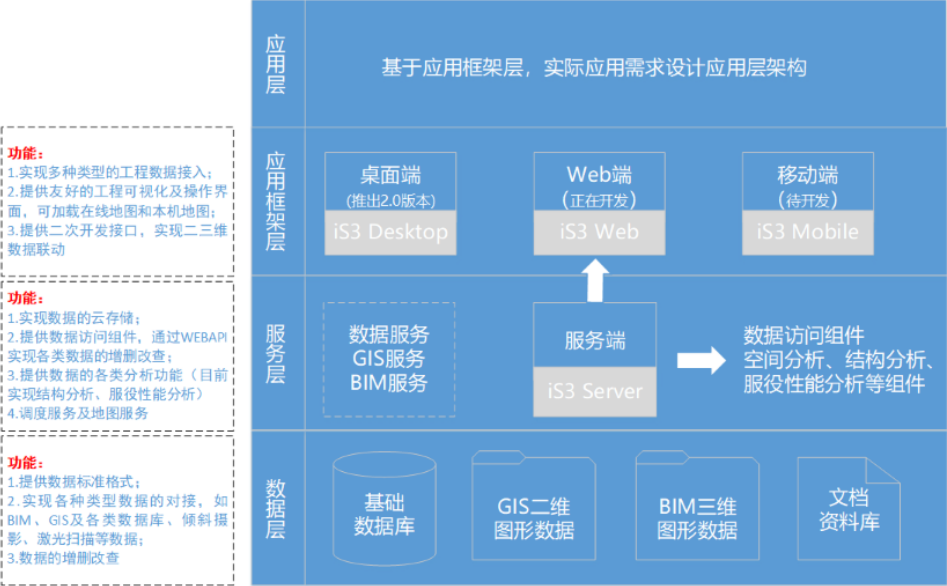 应用层
基于应用框架层，实际应用需求设计应用层架构
功能：
1.实现多种类型的工程数据接入；
2.提供友好的工程可视化及操作界
面，可加载在线地图和本机地图；
3.提供二次开发接口，实现二三维
数据联动
应用框架层
桌面端
(推出2.0版本)
iS3 Desktop
Web端
(正在开发)
iS3 Web
移动端
(待开发)
iS3 Mobile
功能：
1.实现数据的云存储；
2.提供数据访问组件，通过WEBAPI
实现各类数据的增删改查；
3.提供数据的各类分析功能（目前
实现结构分析、服役性能分析）
4.调度服务及地图服务
服务层
数据服务
GIS服务
BIM服务
服务端
iS3 Server
数据访问组件
空间分析、结构分析、
服役性能分析等组件
功能：
1.提供数据标准格式；
2.实现各种类型数据的对接，如
BIM、GIS及各类数据库、倾斜摄
影、激光扫描等数据；
3.数据的增删改查
数据层
基础
数据库
GIS二维
图形数据
BIM三维
图形数据
文档
资料库